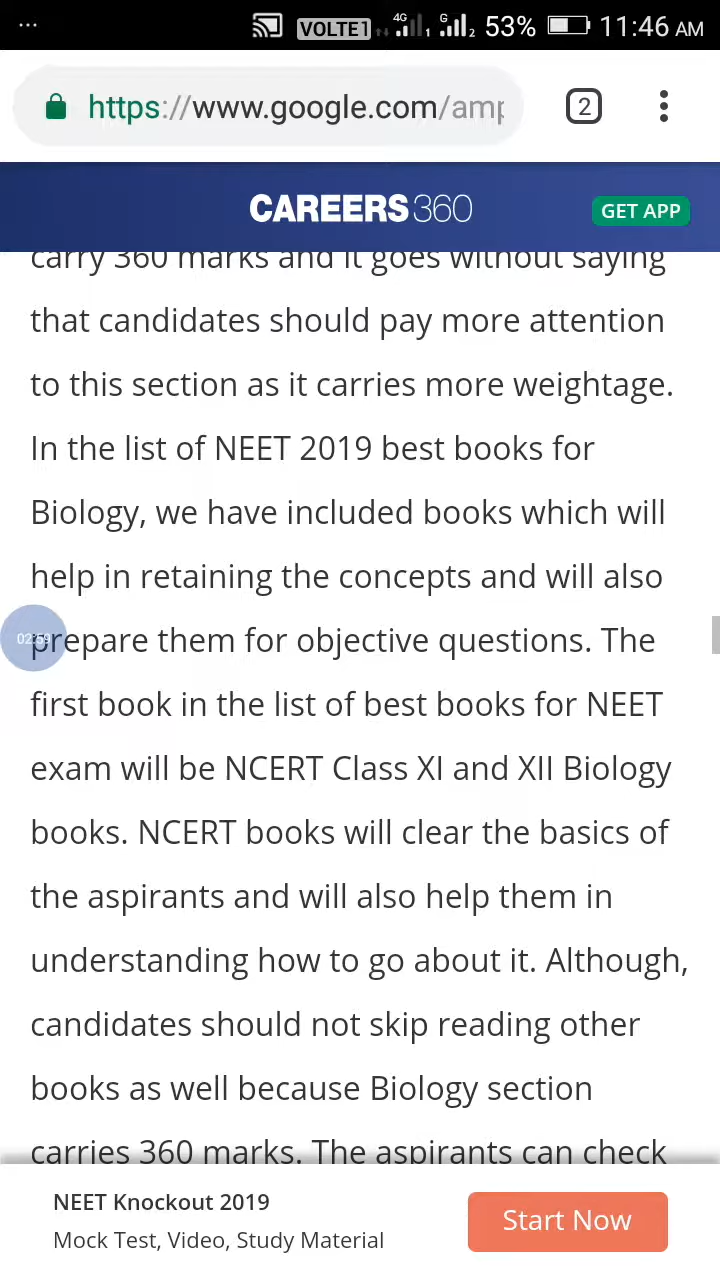 ...
VOLTE1 4G 1 G 2 53% 11:46 AM
https://www.google.com/amp
2
CAREERS360
GET APP
carry 360 marks and it goes without saying
that candidates should pay more attention
to this section as it carries more weightage.
In the list of NEET 2019 best books for
Biology, we have included books which will
help in retaining the concepts and will also
02:59
prepare them for objective questions. The
first book in the list of best books for NEET
exam will be NCERT Class XI and XII Biology
books. NCERT books will clear the basics of
the aspirants and will also help them in
understanding how to go about it. Although,
candidates should not skip reading other
books as well because Biology section
carries 360 marks. The aspirants can check
NEET Knockout 2019
Mock Test, Video, Study Material
Start Now